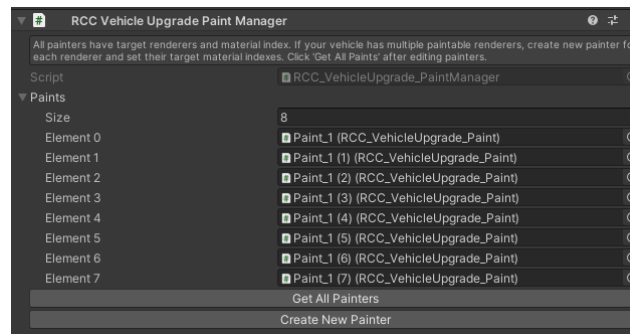 # RCC Vehicle Upgrade Paint Manager
All painters have target renderers and material index. If your vehicle has multiple paintable renderers, create new painter fo
each renderer and set their target material indexes. Click 'Get All Paints' after editing painters.
Script # RCC_VehicleUpgrade_PaintManager
Paints
Size 8
Element 0 # Paint_1 (RCC_VehicleUpgrade_Paint)
Element 1 # Paint_1 (1) (RCC_VehicleUpgrade_Paint)
Element 2 # Paint_1 (2) (RCC_VehicleUpgrade_Paint)
Element 3 # Paint_1 (3) (RCC_VehicleUpgrade_Paint)
Element 4 # Paint_1 (4) (RCC_VehicleUpgrade_Paint)
Element 5 # Paint_1 (5) (RCC_VehicleUpgrade_Paint)
Element 6 # Paint_1 (6) (RCC_VehicleUpgrade_Paint)
Element 7 # Paint_1 (7) (RCC_VehicleUpgrade_Paint)
Get All Painters
Create New Painter